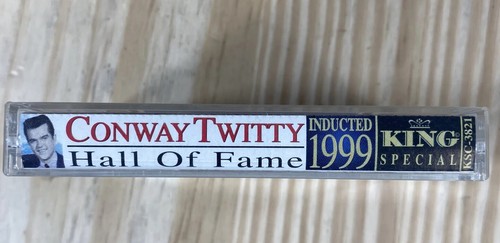 CONWAY TWITTY
Hall Of Fame
INDUCTED
1999
KING
SPECIAL
KSC-3821